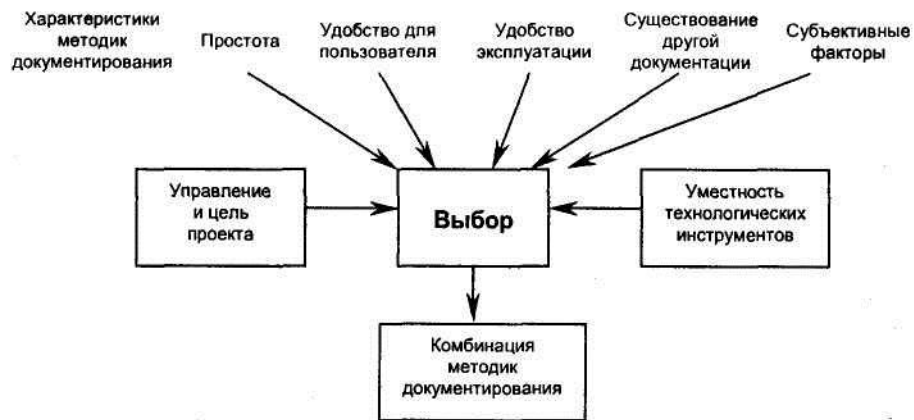 Характеристики
методик
документирования
Простота
Удобство для
пользователя
Удобство
эксплуатации
Существование
другой
документации
Субъективные
факторы
Управление
и цель
проекта
Выбор
Уместность
технологических
инструментов
Комбинация
методик
документирования